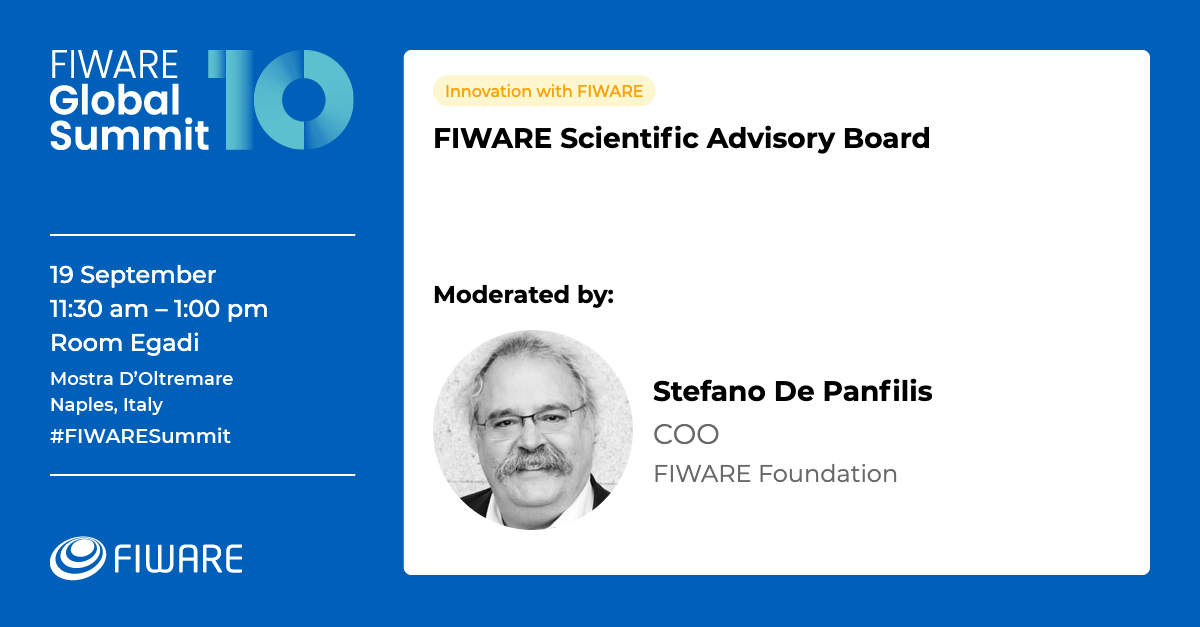 FIWARE
Global
Summit
10
19 September
11:30 am – 1:00 pm
Room Egadi
Mostra D’Oltremare
Naples, Italy
#FIWARESummit
FIWARE
Innovation with FIWARE
FIWARE Scientific Advisory Board
Moderated by:
Stefano De Panfilis
COO
FIWARE Foundation